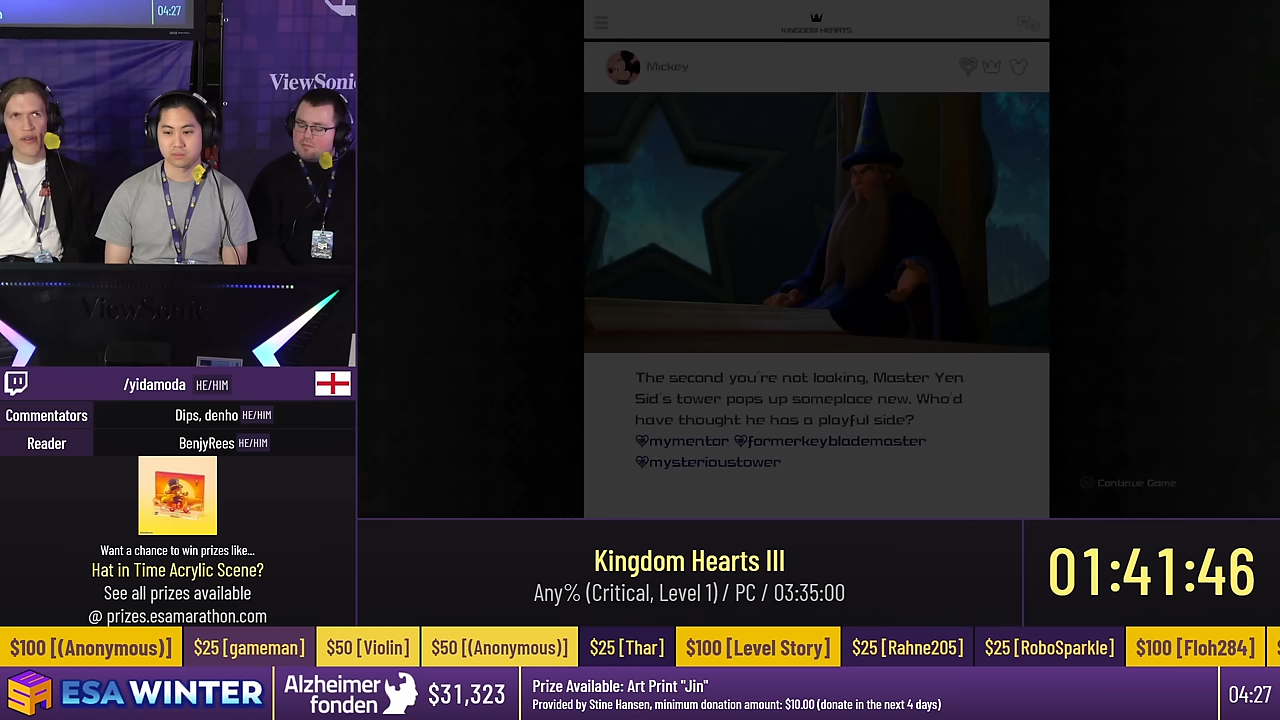 04:27
ViewSonic
ViewSonic
KINGDOM HEARTS
Mickey
The second you're not looking, Master Yen
Sid's tower pops up someplace new. Who'd
have thought he has a playful side?
mymentor formerkeyblademaster
mysterioustower
Continue Game
/yidamoda HE/HIM
Commentators Dips, denho HE/HIM
Reader BenjyRees HE/HIM
Want a chance to win prizes like...
Hat in Time Acrylic Scene?
See all prizes available
@ prizes.esamarathon.com
Kingdom Hearts III
Any% (Critical, Level 1) / PC / 03:35:00
01:41:46
$100 [(Anonymous)] $25 [gameman] $50 [Violin] $50 [(Anonymous)] $25 [Thar] $100 [Level Story] $25 [Rahne205] $25 [RoboSparkle] $100 [Floh284]
ESA WINTER
Alzheimer
fonden
$31,323
Prize Available: Art Print "Jin"
Provided by Stine Hansen, minimum donation amount: $10.00 (donate in the next 4 days)
04:27